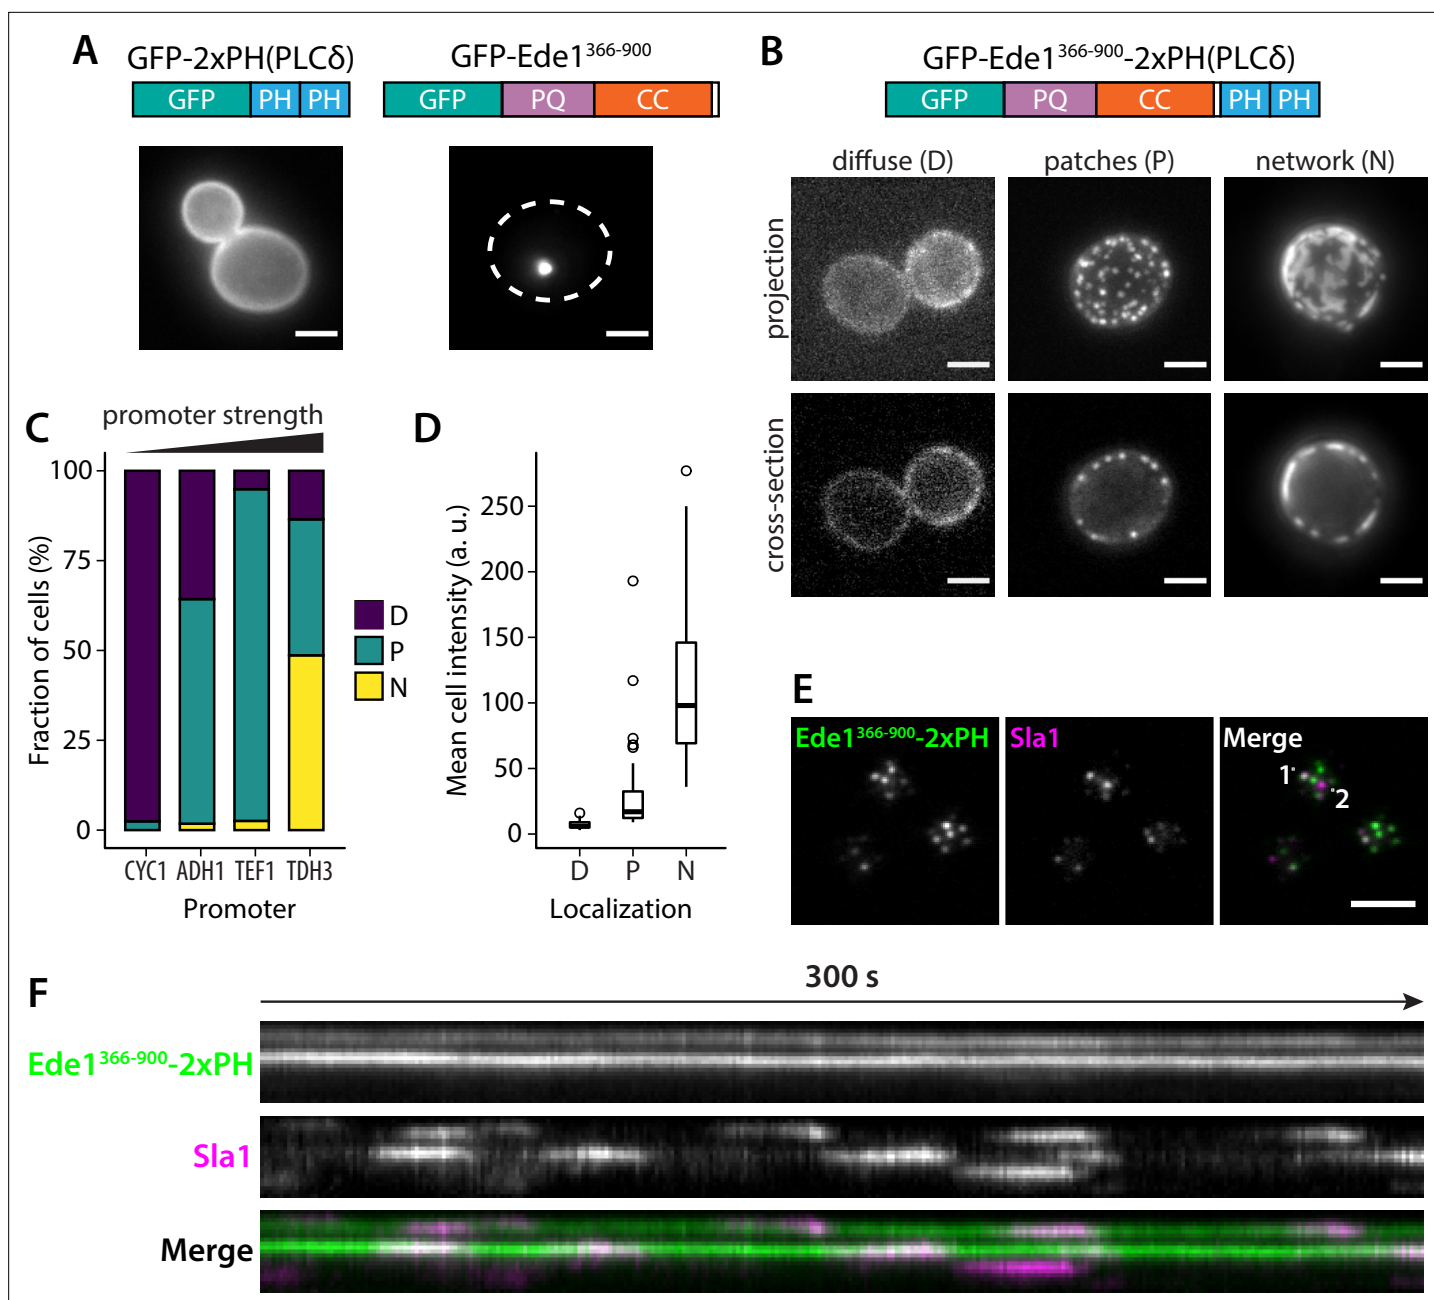 A
GFP-2xPH(PLCδ)
GFP-Ede1³⁶⁶⁻⁹⁰⁰
GFP PH PH
GFP PQ CC
B
GFP-Ede1³⁶⁶⁻⁹⁰⁰-2xPH(PLCδ)
GFP PQ CC PH PH
diffuse (D) patches (P) network (N)
projection
cross-section
C
promoter strength
Fraction of cells (%)
100
75
50
25
0
CYC1 ADH1 TEF1 TDH3
Promoter
D
P
N
D
Mean cell intensity (a. u.)
250
200
150
100
50
0
D P N
Localization
E
Ede1³⁶⁶⁻⁹⁰⁰-2xPH
Sla1
Merge
1
2
F
300 s
Ede1³⁶⁶⁻⁹⁰⁰-2xPH
Sla1
Merge